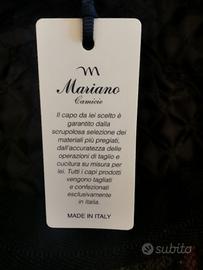 m
Mariano
Camicie
Il capo da lei scelto è
garantito dalla
scrupolosa selezione dei
materiali più pregiati,
dall'accuratezza delle
operazioni di taglio e
cucitura su misura per
lei. Tutti i capi prodotti
vengono tagliati
e confezionati
esclusivamente
in italia.
MADE IN ITALY
subito